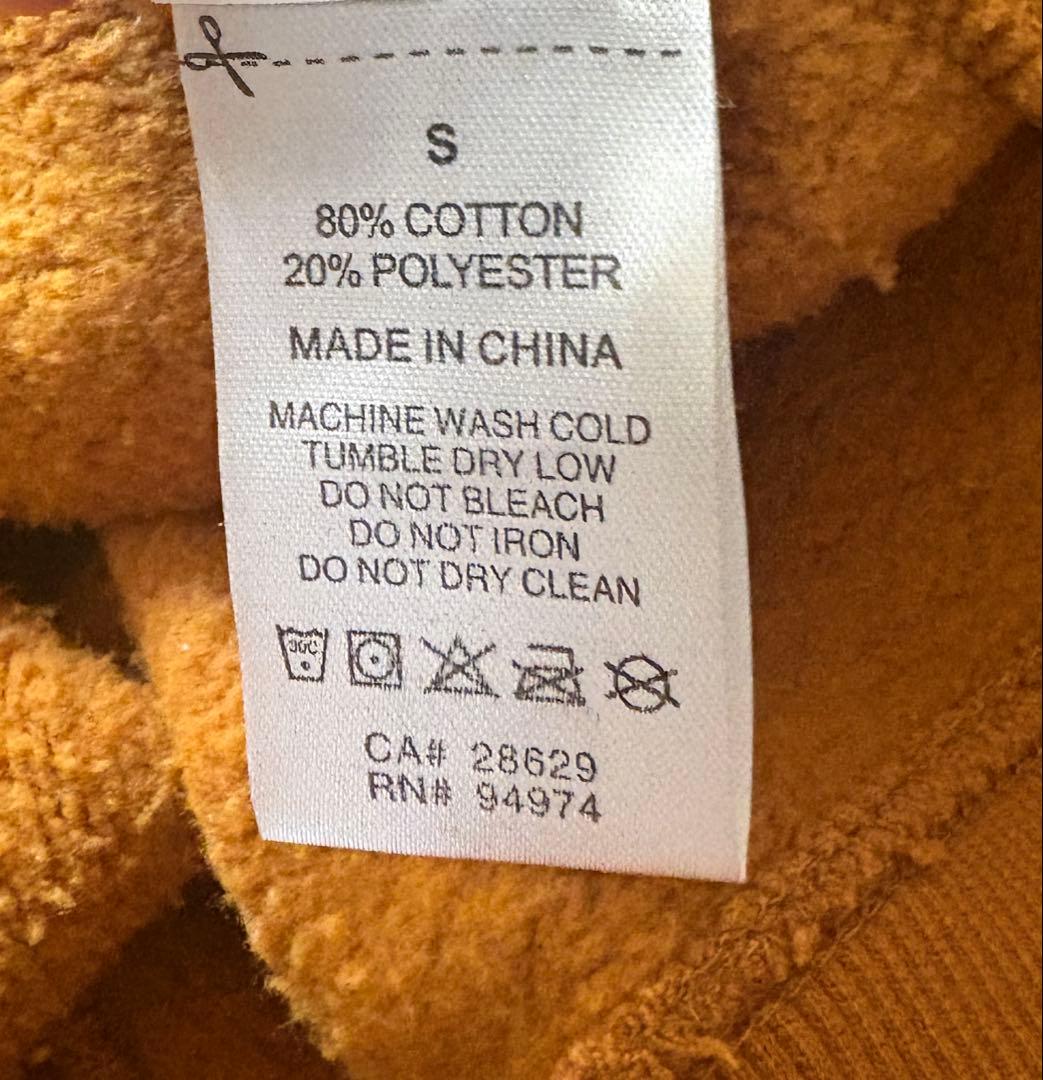 S
80% COTTON
20% POLYESTER
MADE IN CHINA
MACHINE WASH COLD
TUMBLE DRY LOW
DO NOT BLEACH
DO NOT IRON
DO NOT DRY CLEAN
30C
CA# 28629
RN# 94974